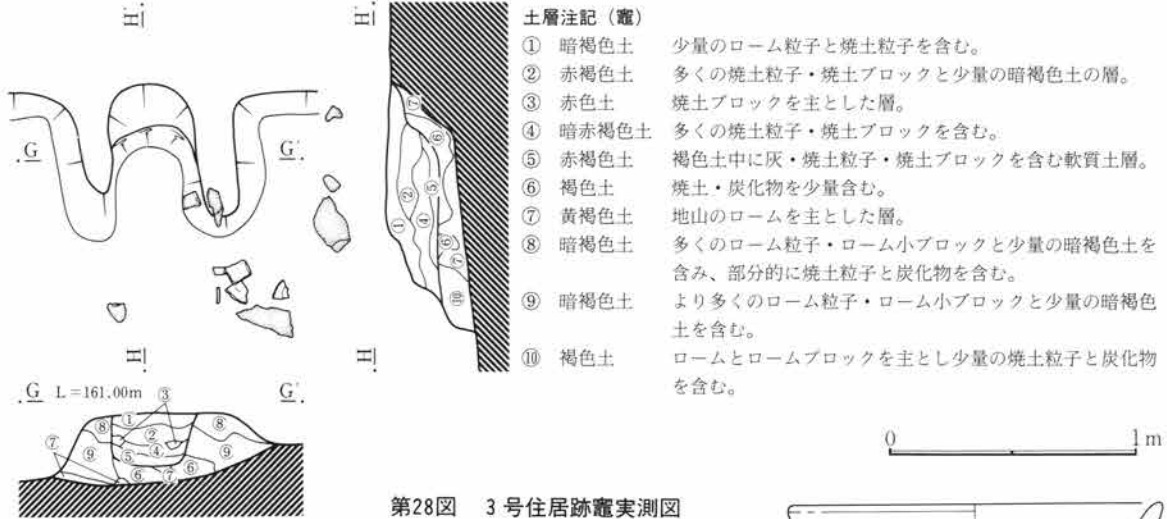 土層注記（竈）
① 暗褐色土 少量のローム粒子と焼土粒子を含む。
② 赤褐色土 多くの焼土粒子・焼土ブロックと少量の暗褐色土の層。
③ 赤色土 焼土ブロックを主とした層。
④ 暗赤褐色土 多くの焼土粒子・焼土ブロックを含む。
⑤ 赤褐色土 褐色土中に灰・焼土粒子・焼土ブロックを含む軟質土層。
⑥ 褐色土 焼土・炭化物を少量含む。
⑦ 黄褐色土 地山のロームを主とした層。
⑧ 暗褐色土 多くのローム粒子・ローム小ブロックと少量の暗褐色土を
含み、部分的に焼土粒子と炭化物を含む。
⑨ 暗褐色土 より多くのローム粒子・ローム小ブロックと少量の暗褐色
土を含む。
⑩ 褐色土 ロームとロームブロックを主とし少量の焼土粒子と炭化物
を含む。
H' H'
G G'
H H
⑦
⑥
⑤
②
④
①
⑥
⑦
⑩
G L=161.00m ③ G'
⑧ ① ⑧
⑦ ②
⑨ ④ ⑨
⑤
⑥ ⑦ ⑥
0 1m
第28図 3号住居跡竈実測図